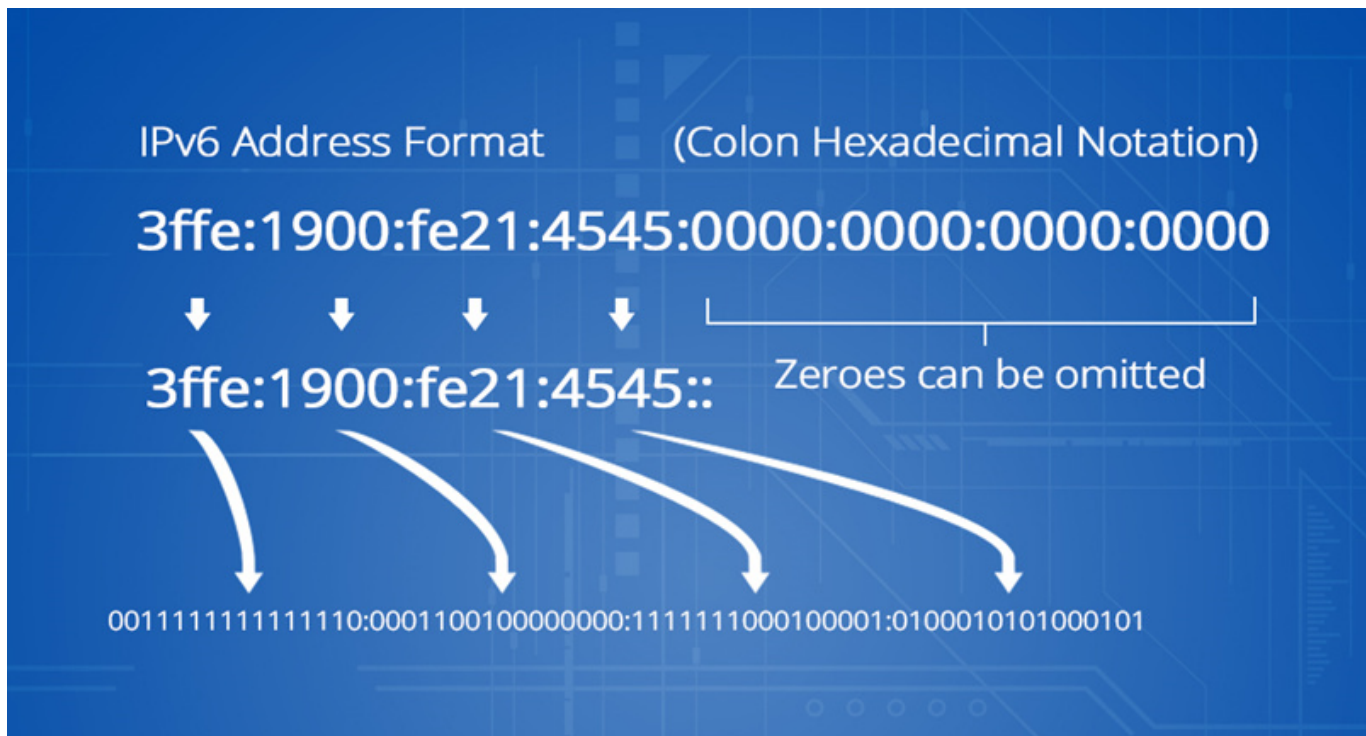 IPv6 Address Format (Colon Hexadecimal Notation)
3ffe:1900:fe21:4545:0000:0000:0000:0000
3ffe:1900:fe21:4545::
Zeroes can be omitted
0011111111111110:0001100100000000:1111111000100001:0100010101000101